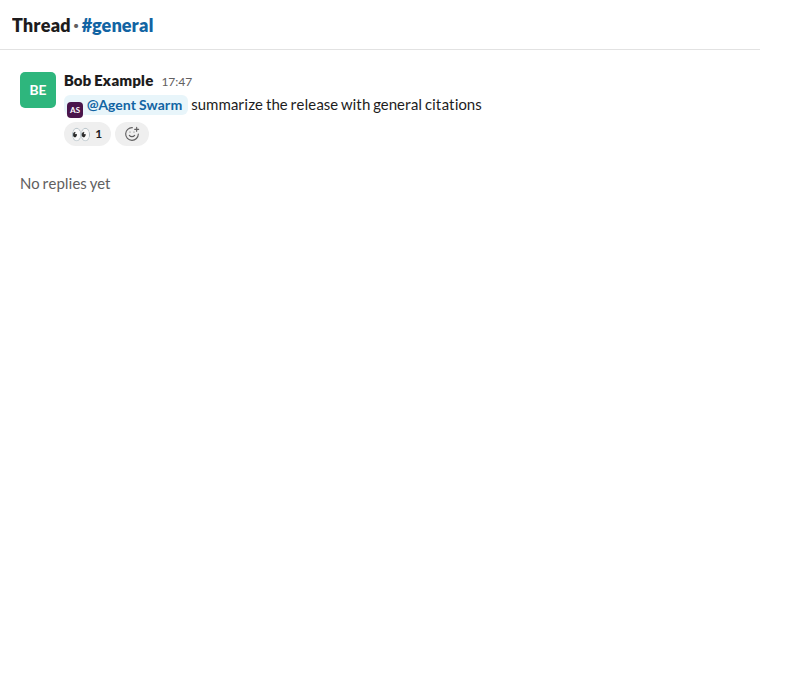 Thread • #general
BE
Bob Example 17:47
AS @Agent Swarm summarize the release with general citations
👀 1
No replies yet